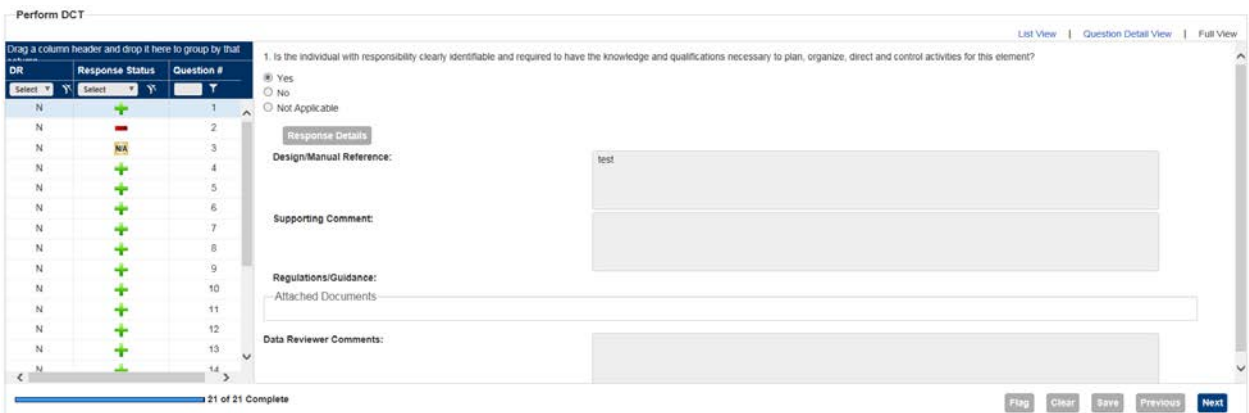 Perform DCT
List View | Question Detail View | Full View
Drag a column header and drop it here to group by that
DR Response Status Question #
Select Select
N 1
N 2
N N/A 3
N 4
N 5
N 6
N 7
N 8
N 9
N 10
N 11
N 12
N 13
N 14
1. Is the individual with responsibility clearly identifiable and required to have the knowledge and qualifications necessary to plan, organize, direct and control activities for this element?
Yes
No
Not Applicable
Response Details
Design/Manual Reference:
test
Supporting Comment:
Regulations/Guidance:
Attached Documents
Data Reviewer Comments:
21 of 21 Complete
Flag Clear Save Previous Next